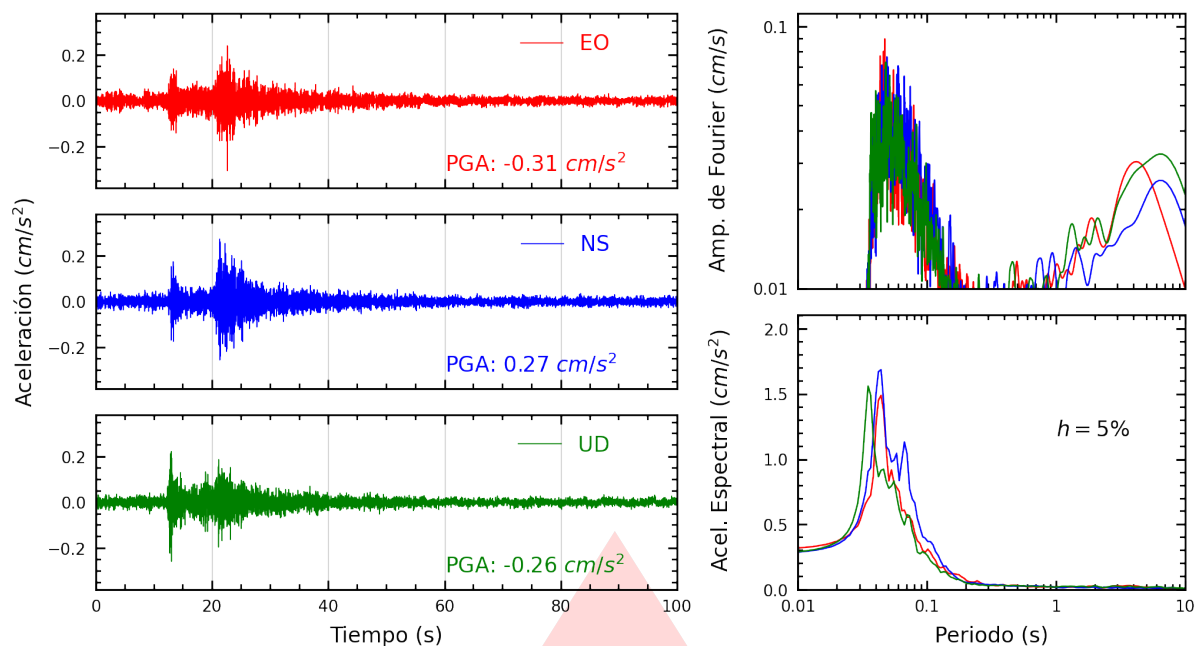 Aceleración (cm/s²)
0.2
0.0
−0.2
EO
PGA: -0.31 cm/s²
0.2
0.0
−0.2
NS
PGA: 0.27 cm/s²
0.2
0.0
−0.2
UD
PGA: -0.26 cm/s²
0 20 40 60 80 100
Tiempo (s)
Amp. de Fourier (cm/s)
0.1
0.01
Acel. Espectral (cm/s²)
2.0
1.5
1.0
0.5
0.0
h = 5%
0.01 0.1 1 10
Periodo (s)